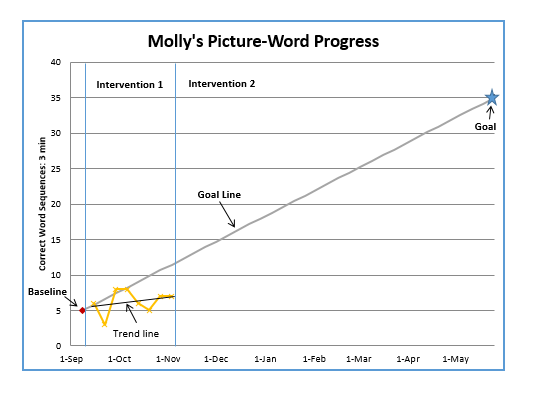 Molly's Picture-Word Progress
40
35
30
25
20
15
10
5
0
Correct Word Sequences: 3 min
Intervention 1
Intervention 2
Goal
Goal Line
Baseline
Trend line
1-Sep 1-Oct 1-Nov 1-Dec 1-Jan 1-Feb 1-Mar 1-Apr 1-May